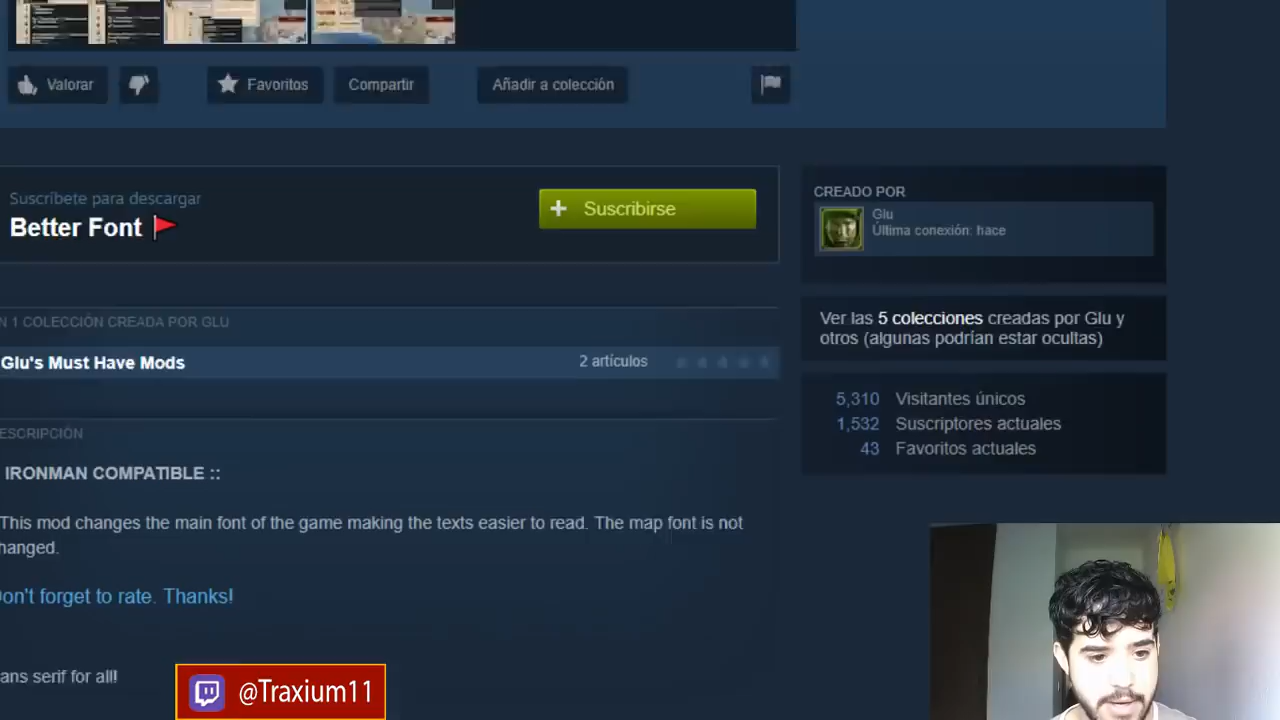 Valorar
Favoritos
Compartir
Añadir a colección
Suscríbete para descargar
Better Font
Suscribirse
CREADO POR
Glu
Última conexión: hace
N 1 COLECCIÓN CREADA POR GLU
Glu's Must Have Mods
2 artículos
Ver las 5 colecciones creadas por Glu y
otros (algunas podrían estar ocultas)
5,310 Visitantes únicos
1,532 Suscriptores actuales
43 Favoritos actuales
ESCRIPCIÓN
IRONMAN COMPATIBLE ::
This mod changes the main font of the game making the texts easier to read. The map font is not
hanged.
on't forget to rate. Thanks!
ans serif for all!
@Traxium11